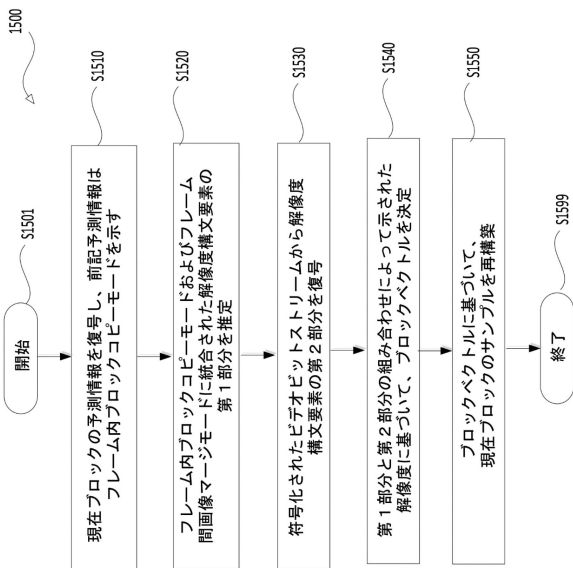 1500
開始
S1501
現在ブロックの予測情報を復号し、前記予測情報は
フレーム内ブロックコピーモードを示す
S1510
フレーム内ブロックコピーモードおよびフレーム
間画像マージモードに統合された解像度構文要素の
第１部分を推定
S1520
符号化されたビデオビットストリームから解像度
構文要素の第２部分を復号
S1530
第１部分と第２部分の組み合わせによって示された
解像度に基づいて、ブロックベクトルを決定
S1540
ブロックベクトルに基づいて、
現在ブロックのサンプルを再構築
S1550
終了
S1599